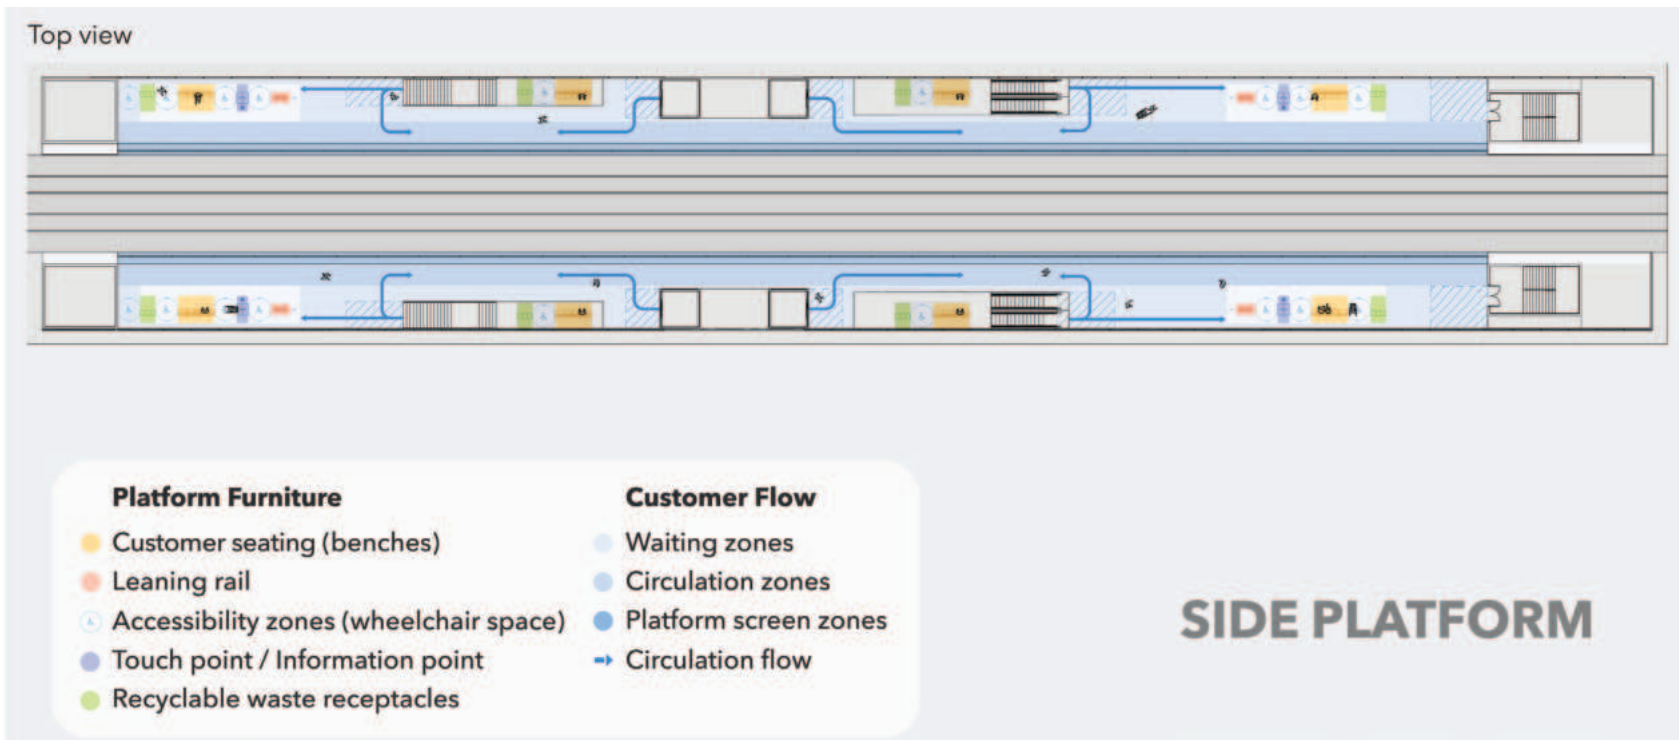 Top view
Platform Furniture
Customer seating (benches)
Leaning rail
Accessibility zones (wheelchair space)
Touch point / Information point
Recyclable waste receptacles
Customer Flow
Waiting zones
Circulation zones
Platform screen zones
Circulation flow
SIDE PLATFORM